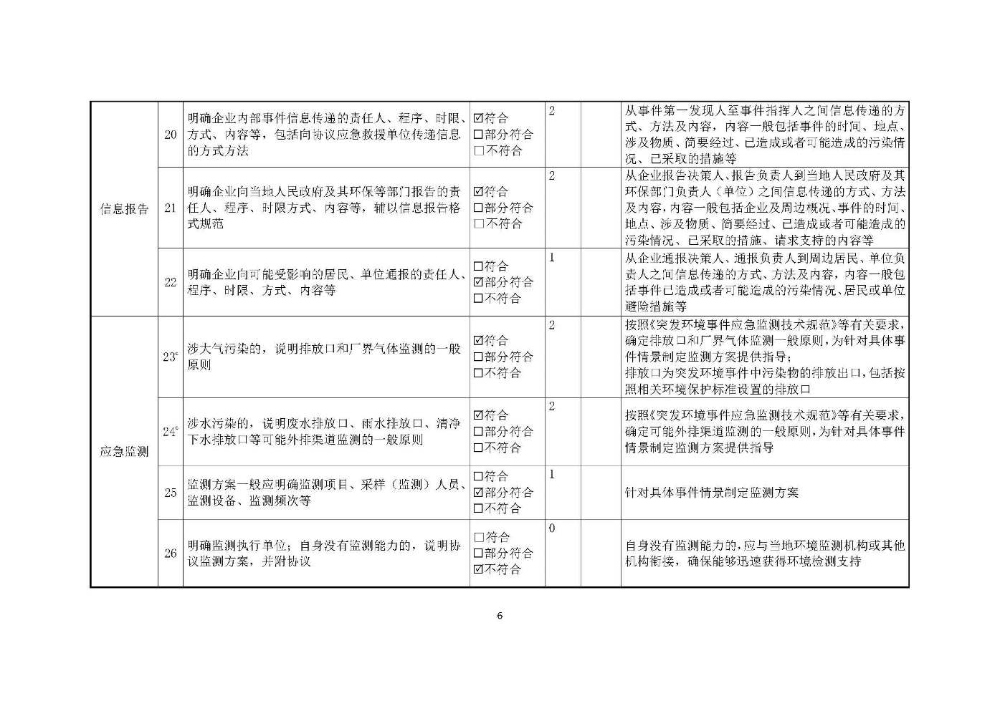 信息报告
20
明确企业内部事件信息传递的责任人、程序、时限、
方式、内容等，包括向协议应急救援单位传递信息
的方式方法
☑符合
☐部分符合
☐不符合
2
从事件第一发现人至事件指挥人之间信息传递的方
式、方法及内容，内容一般包括事件的时间、地点、
涉及物质、简要经过、已造成或者可能造成的污染情
况、已采取的措施等
21
明确企业向当地人民政府及其环保等部门报告的责
任人、程序、时限方式、内容等，辅以信息报告格
式规范
☑符合
☐部分符合
☐不符合
2
从企业报告决策人、报告负责人到当地人民政府及其
环保部门负责人（单位）之间信息传递的方式、方法
及内容，内容一般包括企业及周边概况、事件的时间、
地点、涉及物质、简要经过、已造成或者可能造成的
污染情况、已采取的措施、请求支持的内容等
22
明确企业向可能受影响的居民、单位通报的责任人、
程序、时限、方式、内容等
☐符合
☑部分符合
☐不符合
1
从企业通报决策人、通报负责人到周边居民、单位负
责人之间信息传递的方式、方法及内容，内容一般包
括事件已造成或者可能造成的污染情况、居民或单位
避险措施等
应急监测
23c
涉大气污染的，说明排放口和厂界气体监测的一般
原则
☑符合
☐部分符合
☐不符合
2
按照《突发环境事件应急监测技术规范》等有关要求，
确定排放口和厂界气体监测一般原则，为针对具体事
件情景制定监测方案提供指导；
排放口为突发环境事件中污染物的排放出口，包括按
照相关环境保护标准设置的排放口
24c
涉水污染的，说明废水排放口、雨水排放口、清净
下水排放口等可能外排渠道监测的一般原则
☑符合
☐部分符合
☐不符合
2
按照《突发环境事件应急监测技术规范》等有关要求，
确定可能外排渠道监测的一般原则，为针对具体事件
情景制定监测方案提供指导
25
监测方案一般应明确监测项目、采样（监测）人员、
监测设备、监测频次等
☐符合
☑部分符合
☐不符合
1
针对具体事件情景制定监测方案
26
明确监测执行单位；自身没有监测能力的，说明协
议监测方案，并附协议
☐符合
☐部分符合
☑不符合
0
自身没有监测能力的，应与当地环境监测机构或其他
机构衔接，确保能够迅速获得环境检测支持
6